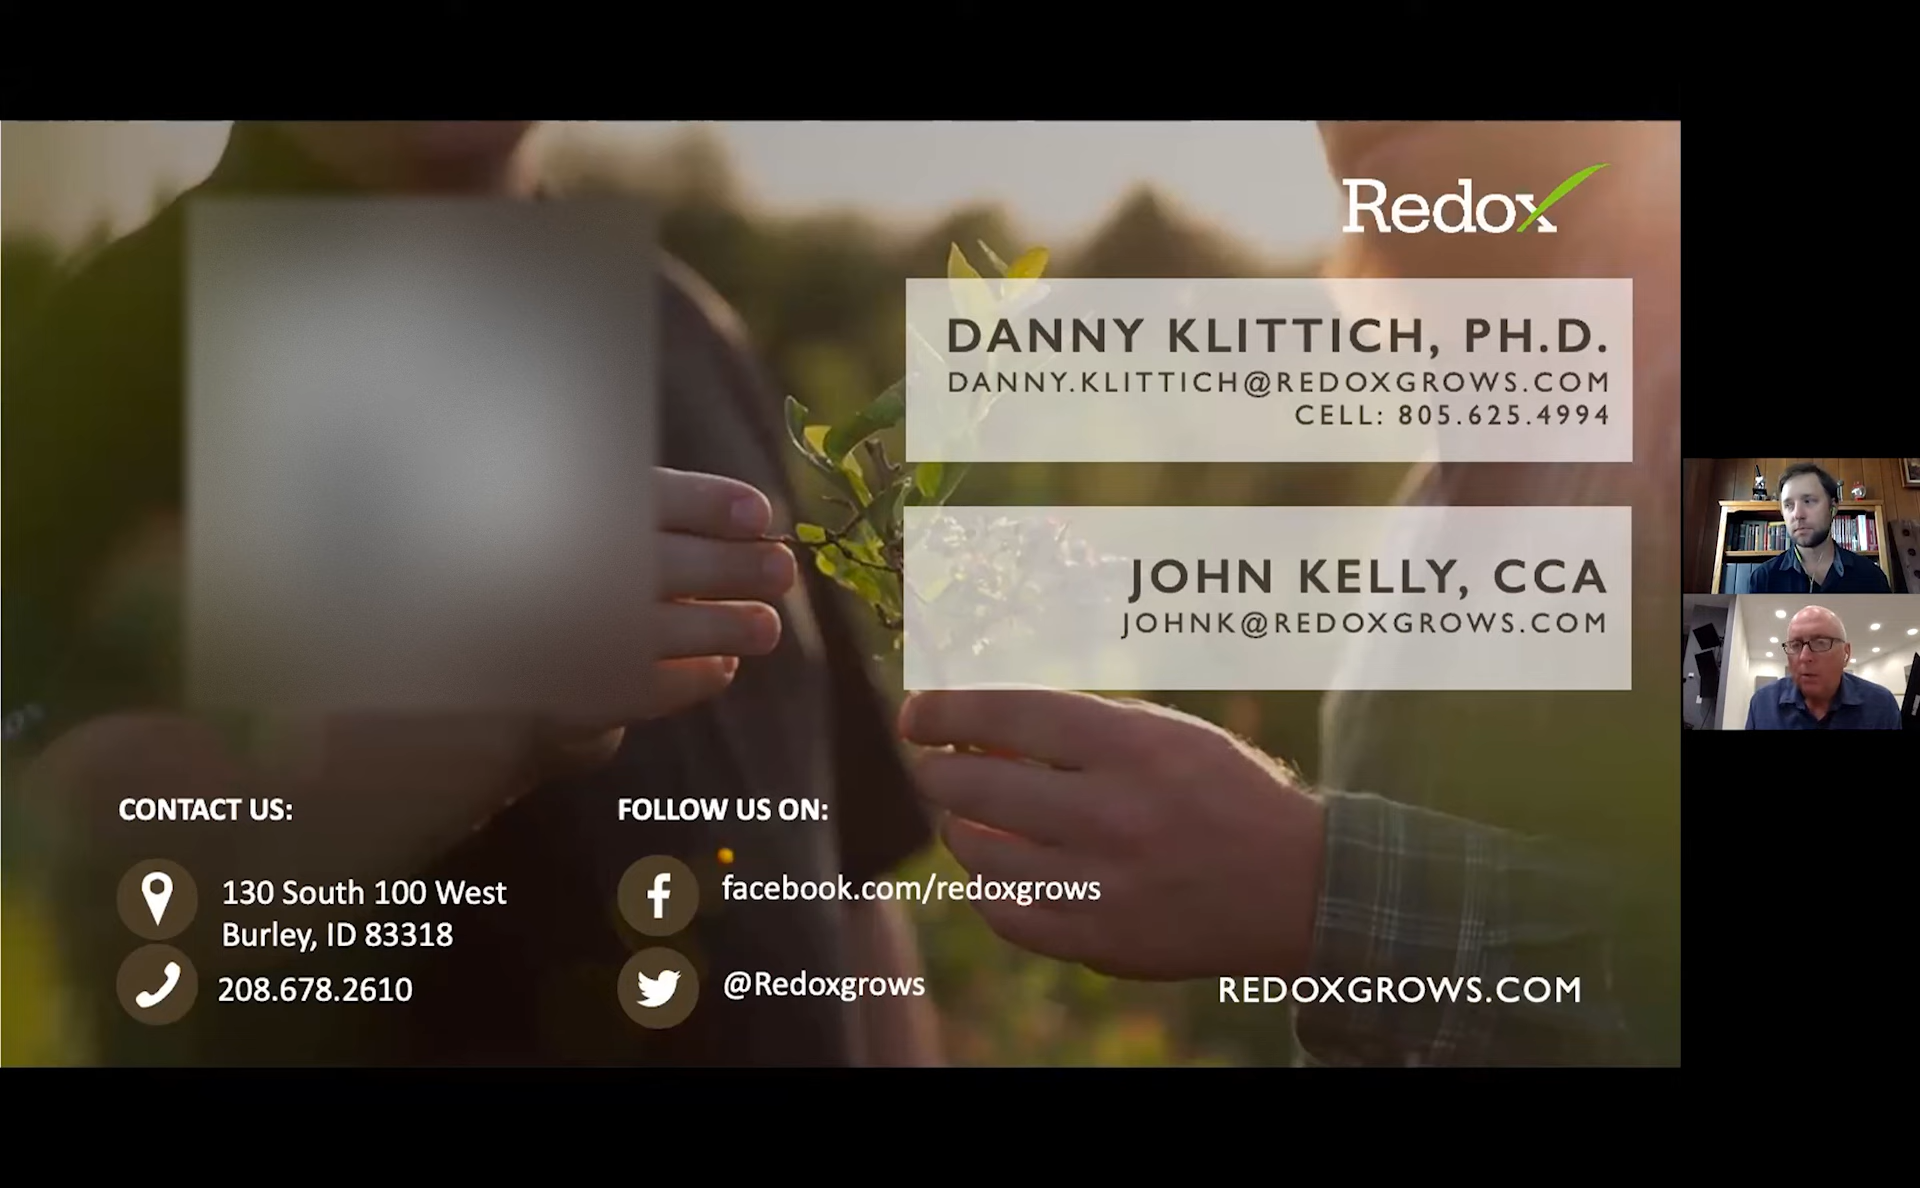 Redox
DANNY KLITTICH, PH.D.
DANNY.KLITTICH@REDOXGROWS.COM
CELL: 805.625.4994
JOHN KELLY, CCA
JOHNK@REDOXGROWS.COM
CONTACT US:
130 South 100 West
Burley, ID 83318
208.678.2610
FOLLOW US ON:
facebook.com/redoxgrows
@Redoxgrows
REDOXGROWS.COM